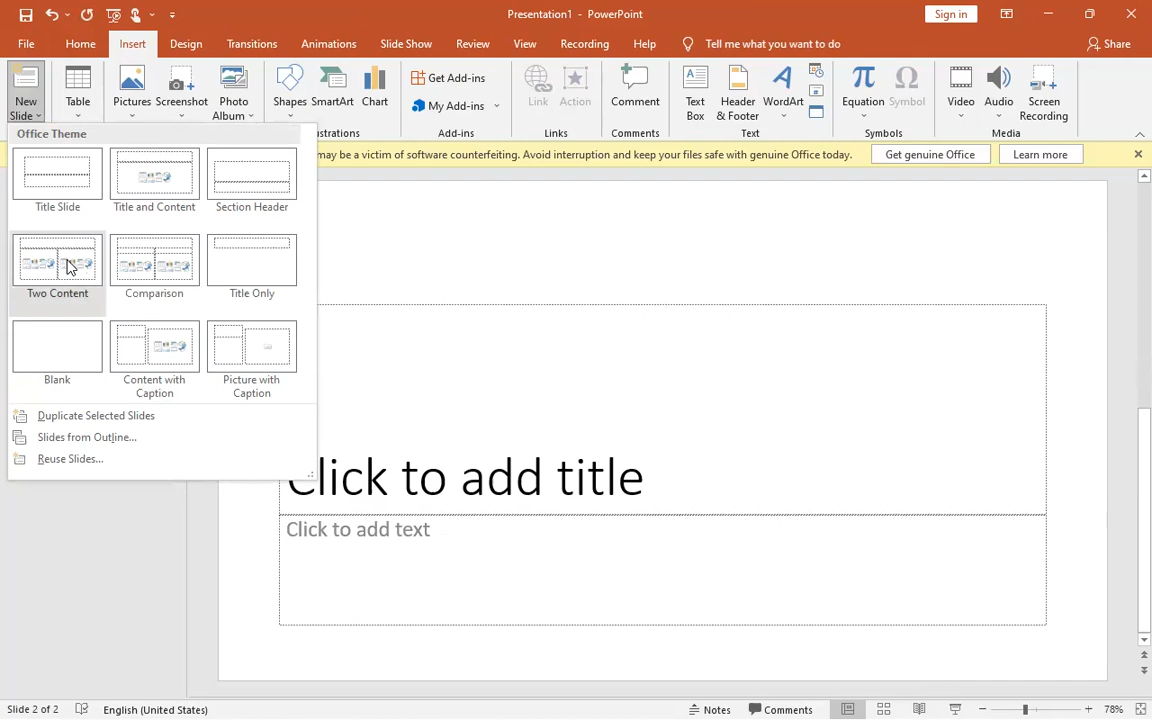 Presentation1 - PowerPoint
Sign in
File Home Insert Design Transitions Animations Slide Show Review View Recording Help Tell me what you want to do Share
New Slide
Table
Pictures
Screenshot
Photo Album
Shapes
SmartArt
Chart
Get Add-ins
My Add-ins
Link
Action
Comment
Text Box
Header & Footer
WordArt
Equation
Symbol
Video
Audio
Screen Recording
lustrations
Add-ins
Links
Comments
Text
Symbols
Media
may be a victim of software counterfeiting. Avoid interruption and keep your files safe with genuine Office today.
Get genuine Office
Learn more
Office Theme
Title Slide
Title and Content
Section Header
Two Content
Comparison
Title Only
Blank
Content with Caption
Picture with Caption
Duplicate Selected Slides
Slides from Outline...
Reuse Slides...
Click to add title
Click to add text
Slide 2 of 2
English (United States)
Notes
Comments
78%